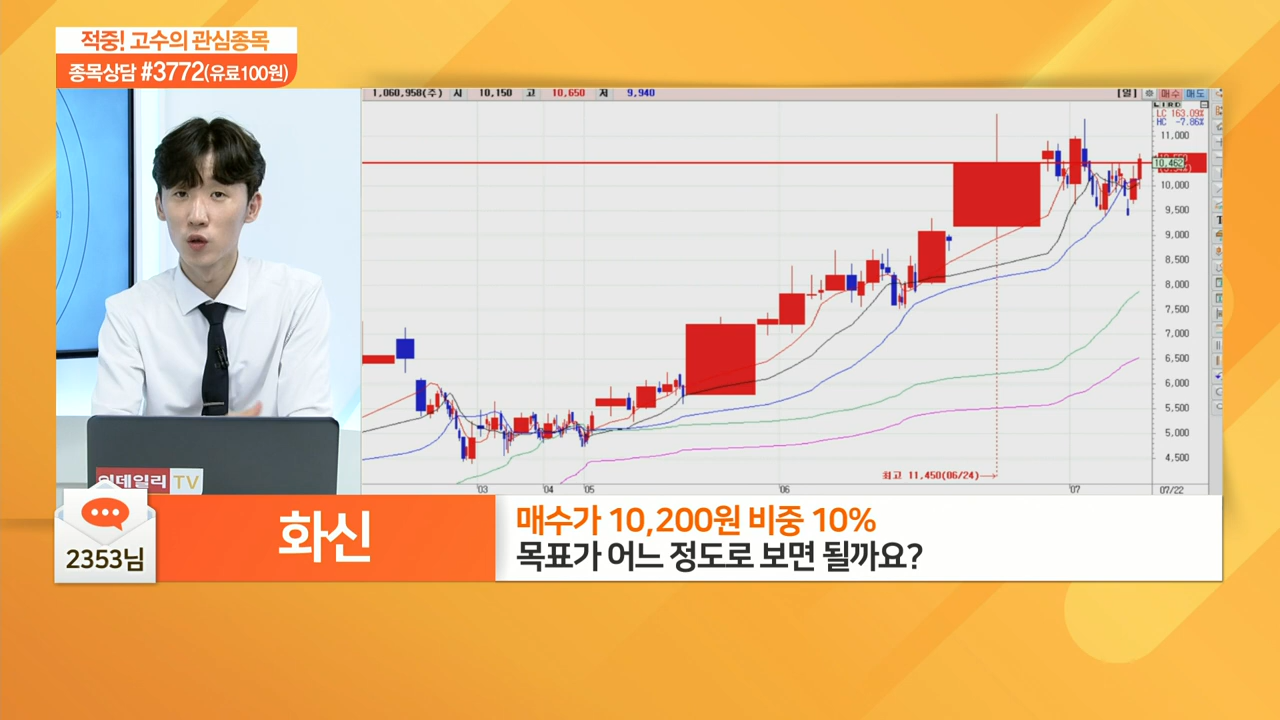 적중! 고수의 관심종목
종목상담 #3772(유료100원)
1,060,958(주) 시 10,150 고 10,650 저 9,940 [일] 매수 매도
LC 163.09%
HC -7.86%
11,000
10,462
10,000
9,500
9,000
8,500
8,000
7,500
7,000
6,500
6,000
5,500
5,000
4,500
최고 11,450(06/24)
'03 '04 '05 '06 '07 07/22
이데일리 TV
2353님
화신
매수가 10,200원 비중 10%
목표가 어느 정도로 보면 될까요?